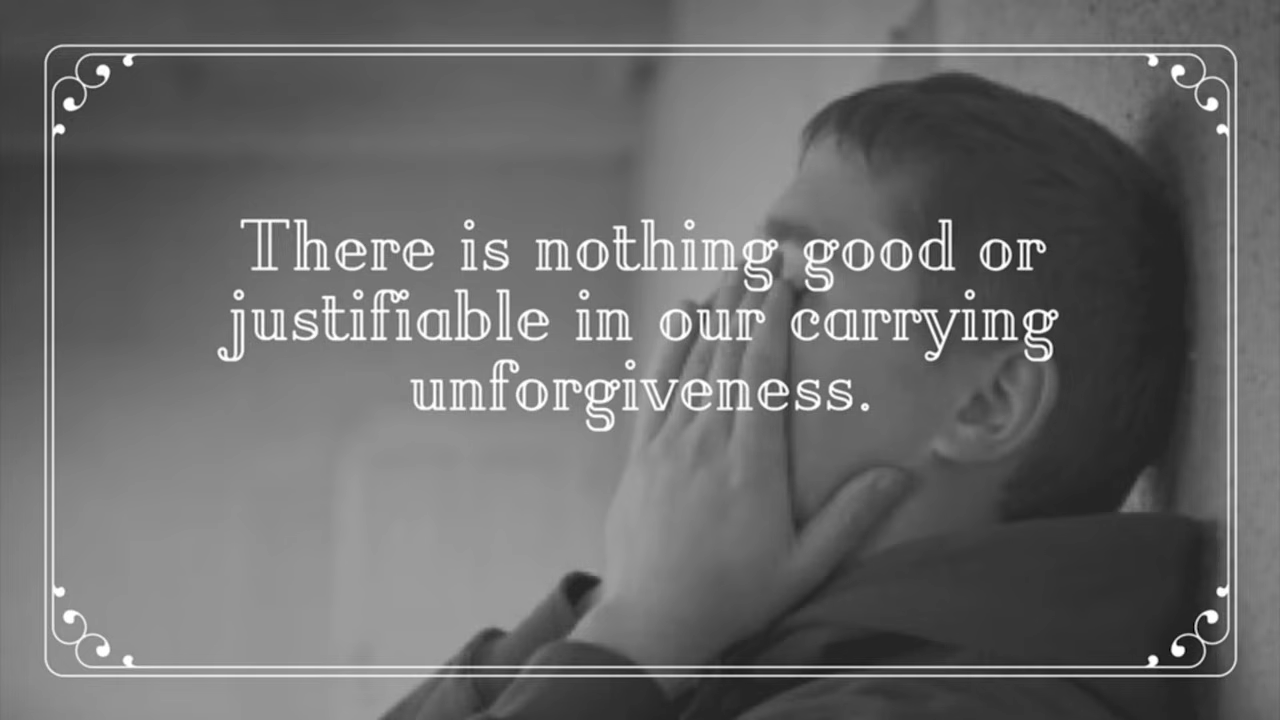 There is nothing good or
justifiable in our carrying
unforgiveness.